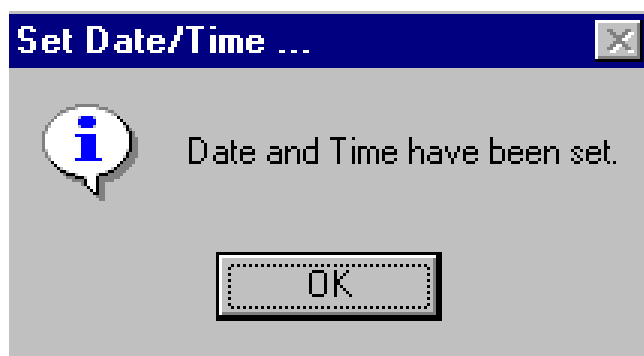 Set Date/Time ...
Date and Time have been set.
OK